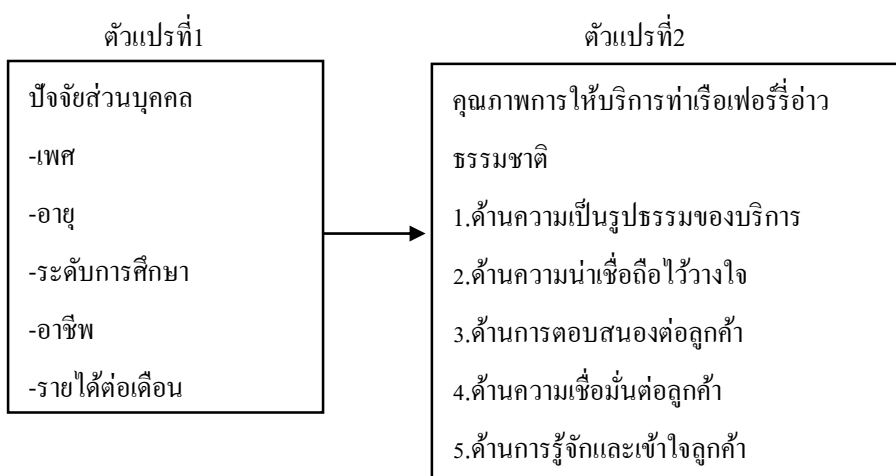 ตัวแปรที่1
ปัจจัยส่วนบุคคล
-เพศ
-อายุ
-ระดับการศึกษา
-อาชีพ
-รายได้ต่อเดือน
ตัวแปรที่2
คุณภาพการให้บริการท่าเรือเฟอร์รี่อ่าว
ธรรมชาติ
1.ด้านความเป็นรูปธรรมของบริการ
2.ด้านความน่าเชื่อถือไว้วางใจ
3.ด้านการตอบสนองต่อลูกค้า
4.ด้านความเชื่อมั่นต่อลูกค้า
5.ด้านการรู้จักและเข้าใจลูกค้า